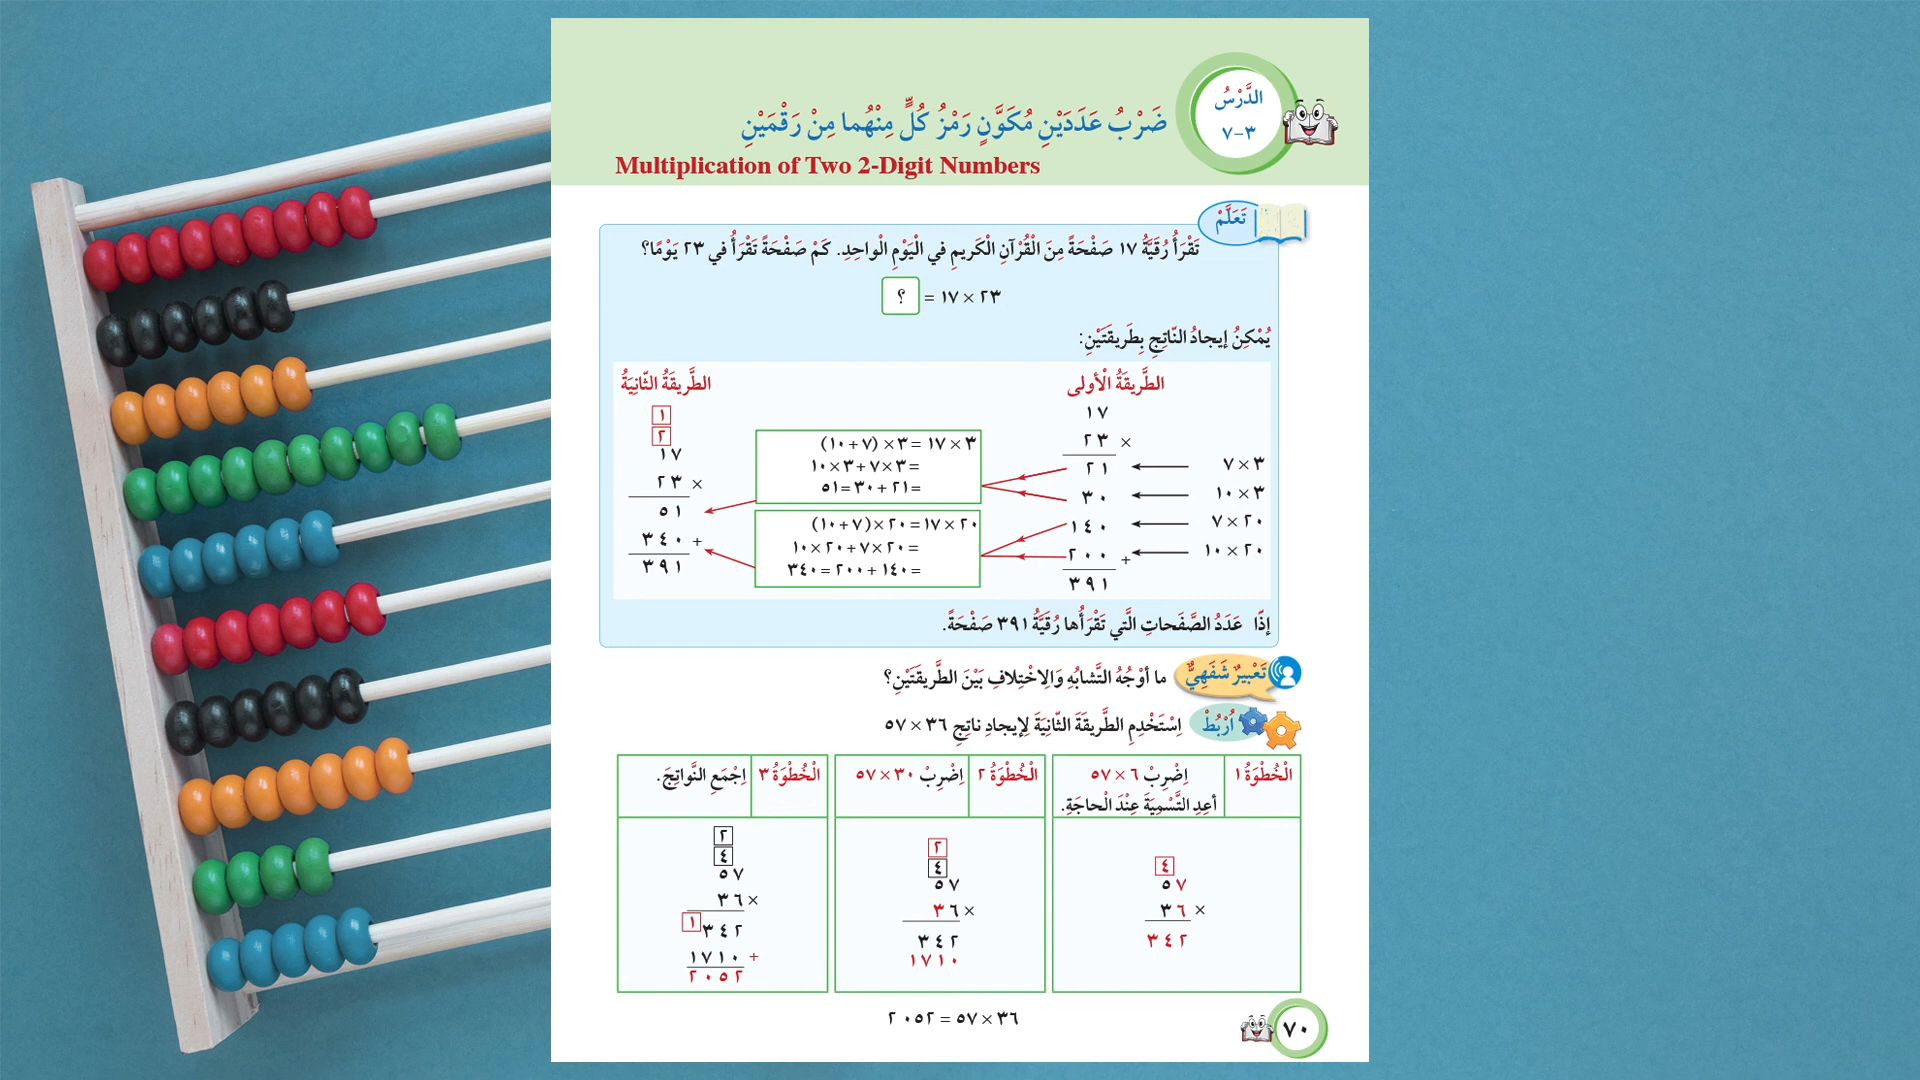 الدَّرْسُ
٣-٧
ضَرْبُ عَدَدَيْنِ مُكَوَّنٍ رَمْزُ كُلٍّ مِنْهُما مِنْ رَقْمَيْنِ
Multiplication of Two 2-Digit Numbers
تَعَلَّمْ
تَقْرَأُ رُقَيَّةُ ١٧ صَفْحَةً مِنَ الْقُرْآنِ الْكَريمِ في الْيَوْمِ الْواحِدِ. كَمْ صَفْحَةً تَقْرَأُ في ٢٣ يَوْمًا؟
٢٣ × ١٧ = ؟
يُمْكِنُ إيجادُ النّاتِجِ بِطَريقَتَيْنِ:
الطَّريقَةُ الْأولى
١٧
٢٣ ×
٢١
٣٠
١٤٠
٢٠٠ +
٣٩١
٣ × ٧
٣ × ١٠
٢٠ × ٧
٢٠ × ١٠
٣ × ١٧ = ٣ × (٧ + ١٠)
= ٣ × ٧ + ٣ × ١٠
= ٢١ + ٣٠ = ٥١
٢٠ × ١٧ = ٢٠ × (٧ + ١٠)
= ٢٠ × ٧ + ٢٠ × ١٠
= ١٤٠ + ٢٠٠ = ٣٤٠
الطَّريقَةُ الثّانِيَةُ
١
٢
١٧
٢٣ ×
٥١
٣٤٠ +
٣٩١
إذًا عَدَدُ الصَّفَحاتِ الَّتي تَقْرَأُها رُقَيَّةُ ٣٩١ صَفْحَةً.
تَعْبيرٌ شَفَهِيٌّ
ما أوْجُهُ التَّشابُهِ وَالِاخْتِلافِ بَيْنَ الطَّريقَتَيْنِ؟
أرْبُطْ
اِسْتَخْدِمِ الطَّريقَةَ الثّانِيَةَ لِإيجادِ ناتِجِ ٣٦ × ٥٧
الْخُطْوَةُ ١
اِضْرِبْ ٦ × ٥٧
أعِدِ التَّسْمِيَةَ عِنْدَ الْحاجَةِ.
٤
٥٧
٣٦ ×
٣٤٢
الْخُطْوَةُ ٢
اِضْرِبْ ٣٠ × ٥٧
٢
٤
٥٧
٣٦ ×
٣٤٢
١٧١٠
الْخُطْوَةُ ٣
اِجْمَعِ النَّواتِجَ.
٢
٤
٥٧
٣٦ ×
١
٣٤٢
١٧١٠ +
٢٠٥٢
٣٦ × ٥٧ = ٢٠٥٢
٧٠